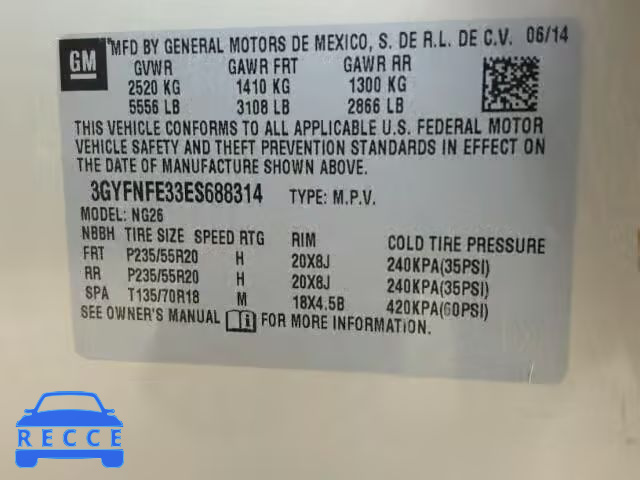 GM
*MFD BY GENERAL MOTORS DE MEXICO, S. DE R.L. DE C.V. 06/14
GVWR GAWR FRT GAWR RR
2520 KG 1410 KG 1300 KG
5556 LB 3108 LB 2866 LB
THIS VEHICLE CONFORMS TO ALL APPLICABLE U.S. FEDERAL MOTOR
VEHICLE SAFETY AND THEFT PREVENTION STANDARDS IN EFFECT ON
THE DATE OF MANUFACTURE SHOWN ABOVE.
3GYFNFE33ES688314 TYPE: M.P.V.
MODEL: NG26
NBBH TIRE SIZE SPEED RTG RIM COLD TIRE PRESSURE
FRT P235/55R20 H 20X8J 240KPA(35PSI)
RR P235/55R20 H 20X8J 240KPA(35PSI)
SPA T135/70R18 M 18X4.5B 420KPA(60PSI)
SEE OWNER'S MANUAL FOR MORE INFORMATION.
RECCE